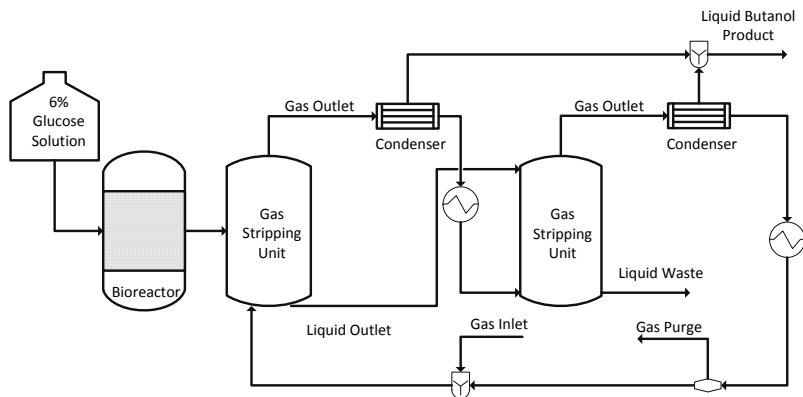 Liquid Butanol
Product
6%
Glucose
Solution
Gas Outlet
Condenser
Gas Outlet
Condenser
Gas
Stripping
Unit
Gas
Stripping
Unit
Bioreactor
Liquid Waste
Liquid Outlet
Gas Inlet
Gas Purge